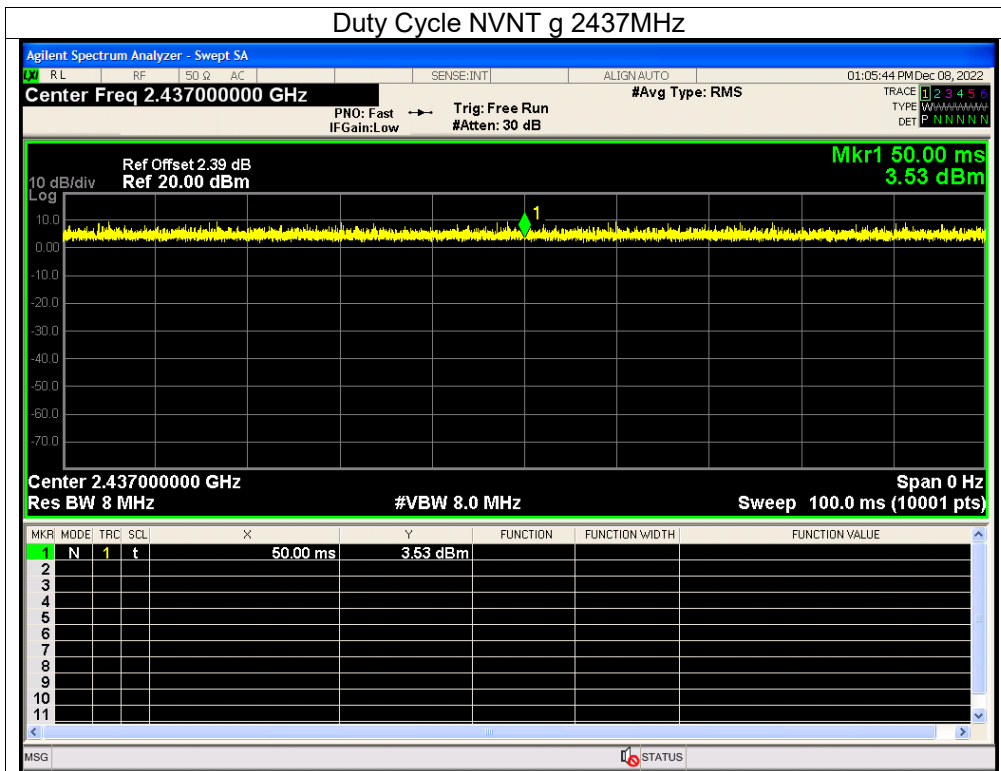 Duty Cycle NVNT g 2437MHz
Agilent Spectrum Analyzer - Swept SA
LXI RL RF 50 Ω AC SENSE:INT ALIGN AUTO 01:05:44 PM Dec 08, 2022
Center Freq 2.437000000 GHz #Avg Type: RMS TRACE 1 2 3 4 5 6
PNO: Fast Trig: Free Run TYPE WWWWWW
IFGain:Low #Atten: 30 dB DET P N N N N N
Mkr1 50.00 ms
Ref Offset 2.39 dB
10 dB/div Ref 20.00 dBm 3.53 dBm
Log
1
10.0
0.00
-10.0
-20.0
-30.0
-40.0
-50.0
-60.0
-70.0
Center 2.437000000 GHz Span 0 Hz
Res BW 8 MHz #VBW 8.0 MHz Sweep 100.0 ms (10001 pts)
MKR MODE TRC SCL X Y FUNCTION FUNCTION WIDTH FUNCTION VALUE
1 N 1 t 50.00 ms 3.53 dBm
2
3
4
5
6
7
8
9
10
11
MSG STATUS